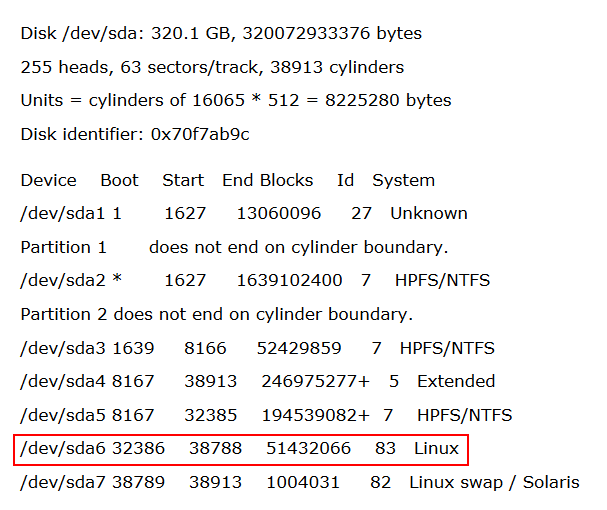 Disk /dev/sda: 320.1 GB, 320072933376 bytes
255 heads, 63 sectors/track, 38913 cylinders
Units = cylinders of 16065 * 512 = 8225280 bytes
Disk identifier: 0x70f7ab9c
Device Boot Start End Blocks Id System
/dev/sda1 1 1627 13060096 27 Unknown
Partition 1 does not end on cylinder boundary.
/dev/sda2 * 1627 1639102400 7 HPFS/NTFS
Partition 2 does not end on cylinder boundary.
/dev/sda3 1639 8166 52429859 7 HPFS/NTFS
/dev/sda4 8167 38913 246975277+ 5 Extended
/dev/sda5 8167 32385 194539082+ 7 HPFS/NTFS
/dev/sda6 32386 38788 51432066 83 Linux
/dev/sda7 38789 38913 1004031 82 Linux swap / Solaris